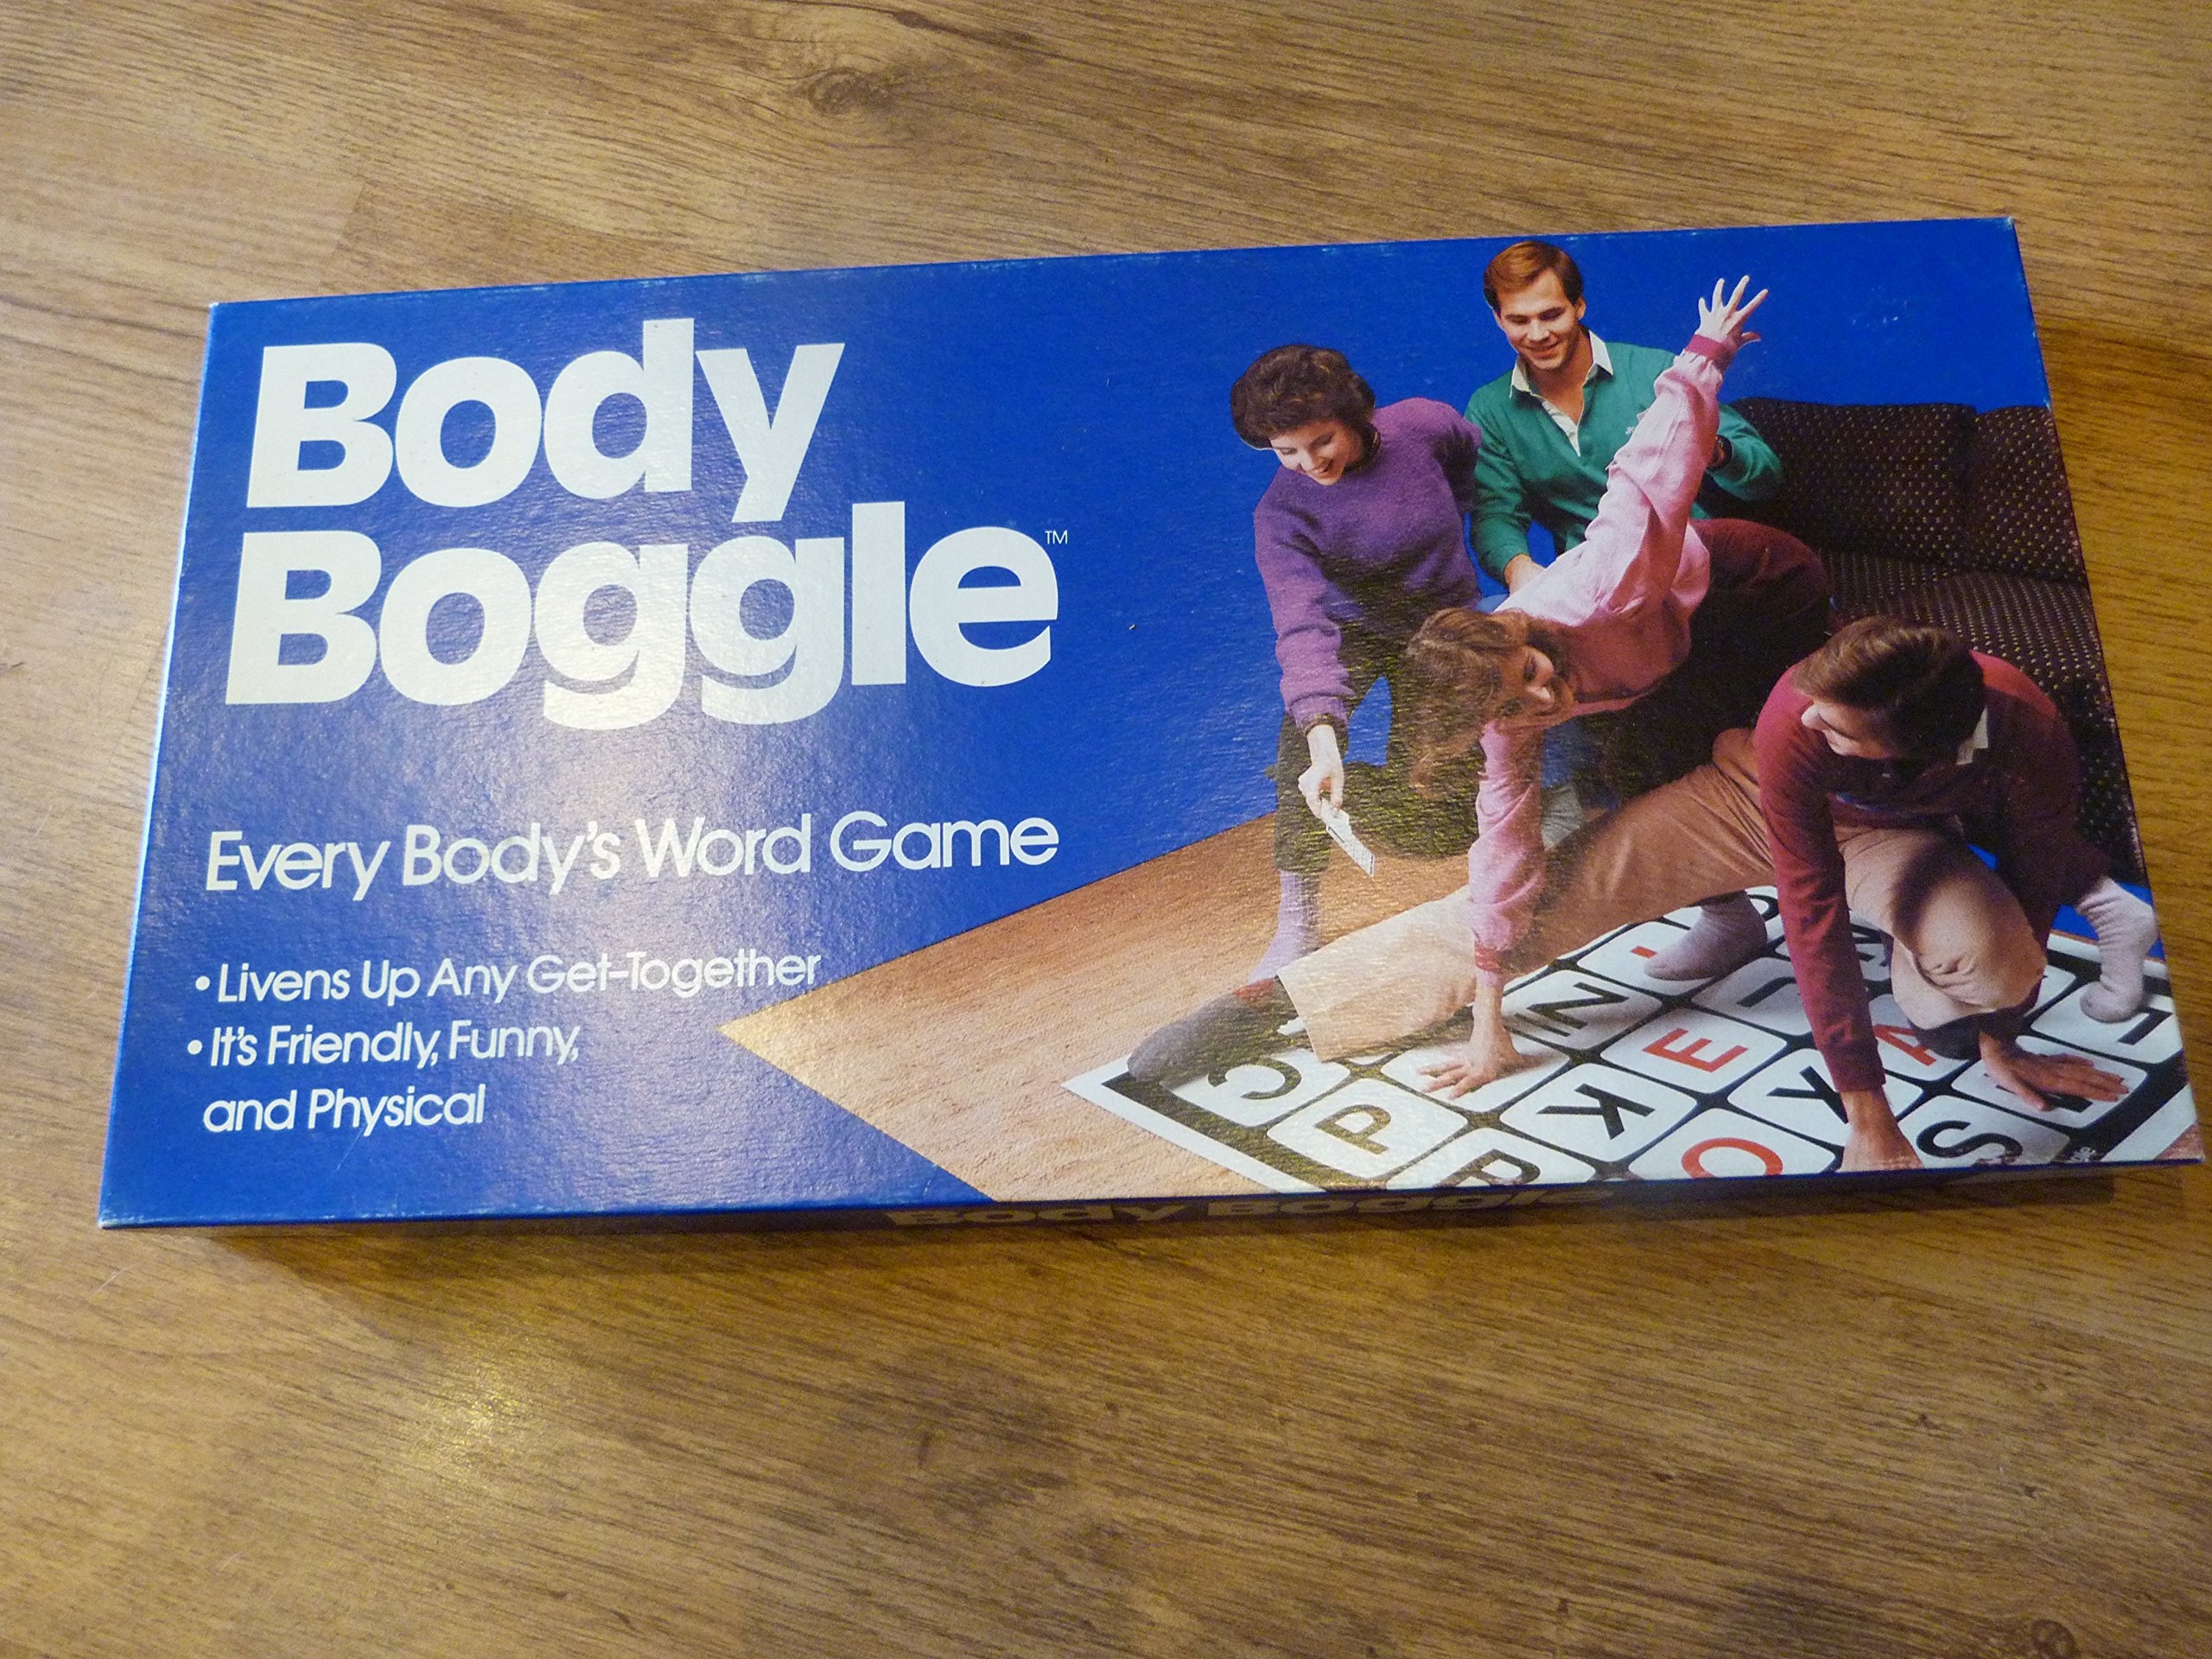 Body
Boggle™
Every Body's Word Game
• Livens Up Any Get-Together
• It's Friendly, Funny,
and Physical
N
E
C
K
A
P
K
S
R
O
Body Boggle